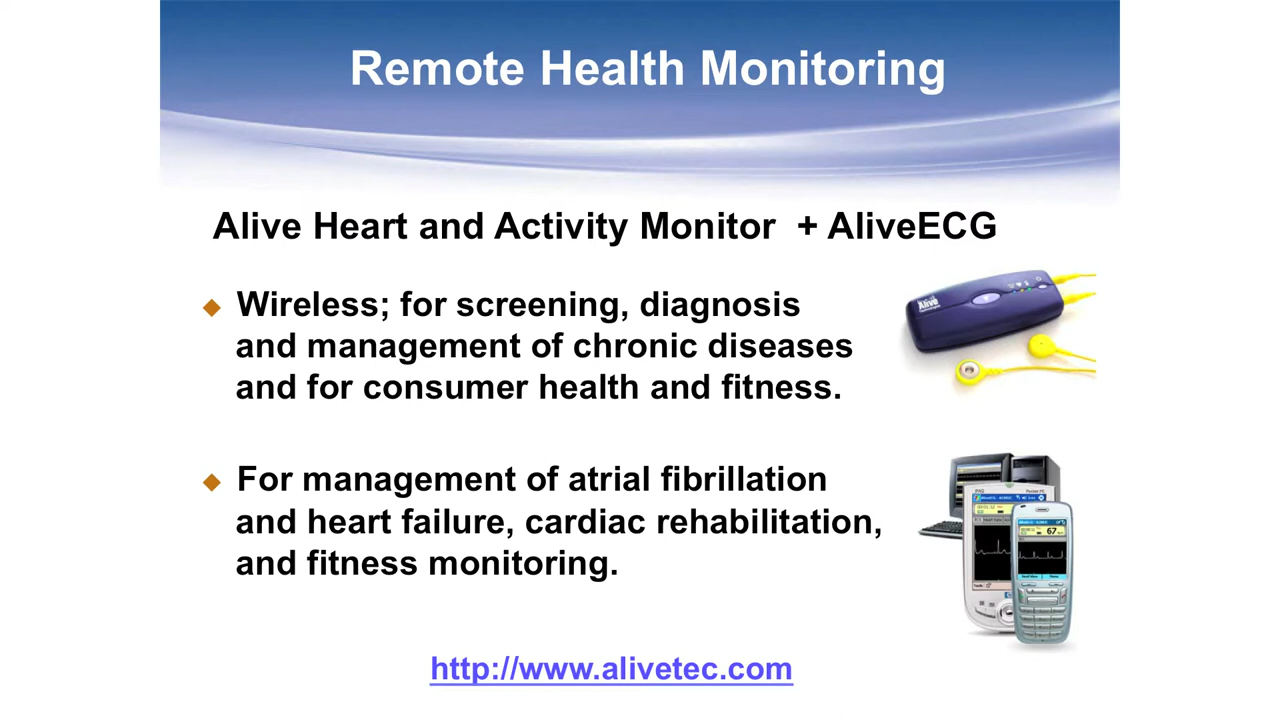 Remote Health Monitoring
Alive Heart and Activity Monitor + AliveECG
Wireless; for screening, diagnosis
and management of chronic diseases
and for consumer health and fitness.
Alive
For management of atrial fibrillation
and heart failure, cardiac rehabilitation,
and fitness monitoring.
67
http://www.alivetec.com